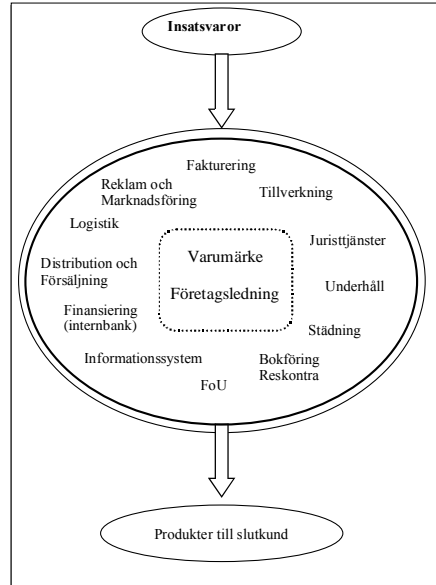 Insatsvaror
Fakturering
Reklam och
Marknadsföring
Tillverkning
Logistik
Juristtjänster
Varumärke
Distribution och
Försäljning
Underhåll
Företagsledning
Finansiering
(internbank)
Städning
Informationssystem
Bokföring
Reskontra
FoU
Produkter till slutkund